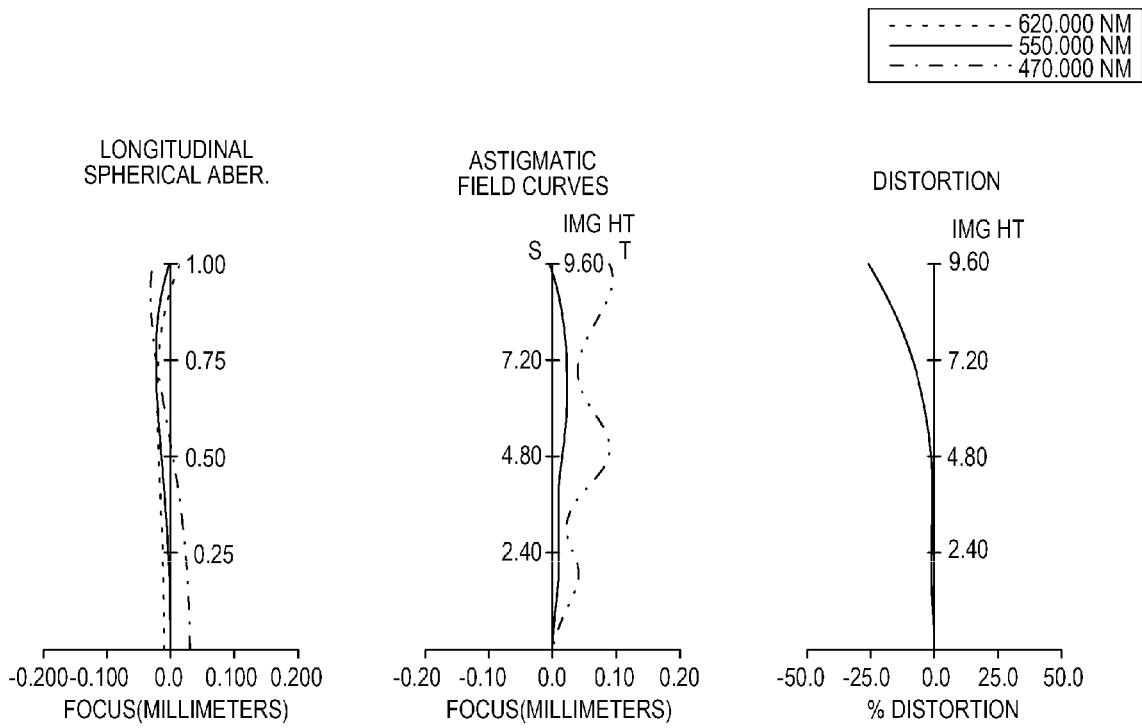 620.000 NM
550.000 NM
470.000 NM
LONGITUDINAL
SPHERICAL ABER.
1.00
0.75
0.50
0.25
-0.200 -0.100 0.0 0.100 0.200
FOCUS(MILLIMETERS)
ASTIGMATIC
FIELD CURVES
IMG HT
S T
9.60
7.20
4.80
2.40
-0.20 -0.10 0.0 0.10 0.20
FOCUS(MILLIMETERS)
DISTORTION
IMG HT
9.60
7.20
4.80
2.40
-50.0 -25.0 0.0 25.0 50.0
% DISTORTION